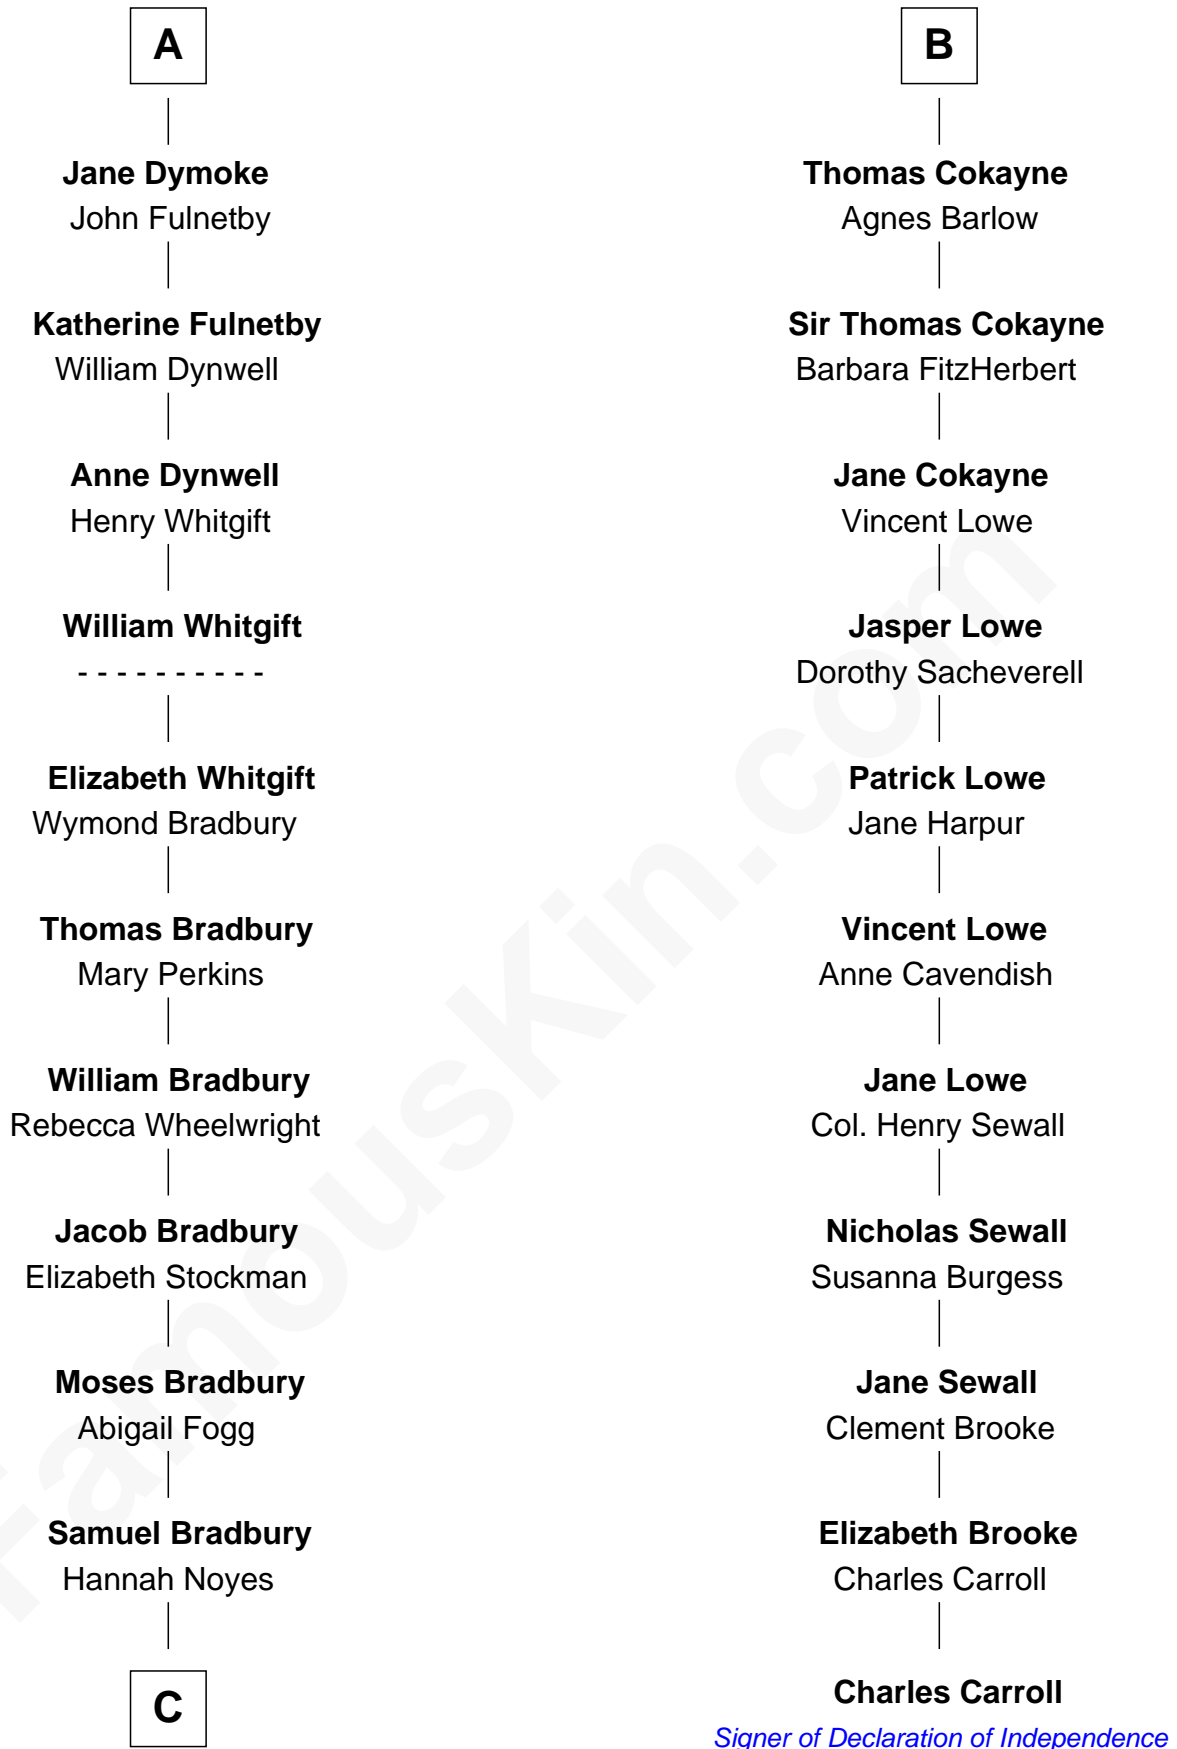 A
Jane Dymoke
John Fulnetby
Katherine Fulnetby
William Dynwell
Anne Dynwell
Henry Whitgift
William Whitgift
- - - - - - - - - -
Elizabeth Whitgift
Wymond Bradbury
Thomas Bradbury
Mary Perkins
William Bradbury
Rebecca Wheelwright
Jacob Bradbury
Elizabeth Stockman
Moses Bradbury
Abigail Fogg
Samuel Bradbury
Hannah Noyes
C
B
Thomas Cokayne
Agnes Barlow
Sir Thomas Cokayne
Barbara FitzHerbert
Jane Cokayne
Vincent Lowe
Jasper Lowe
Dorothy Sacheverell
Patrick Lowe
Jane Harpur
Vincent Lowe
Anne Cavendish
Jane Lowe
Col. Henry Sewall
Nicholas Sewall
Susanna Burgess
Jane Sewall
Clement Brooke
Elizabeth Brooke
Charles Carroll
Charles Carroll
Signer of Declaration of Independence
FamousKin.com